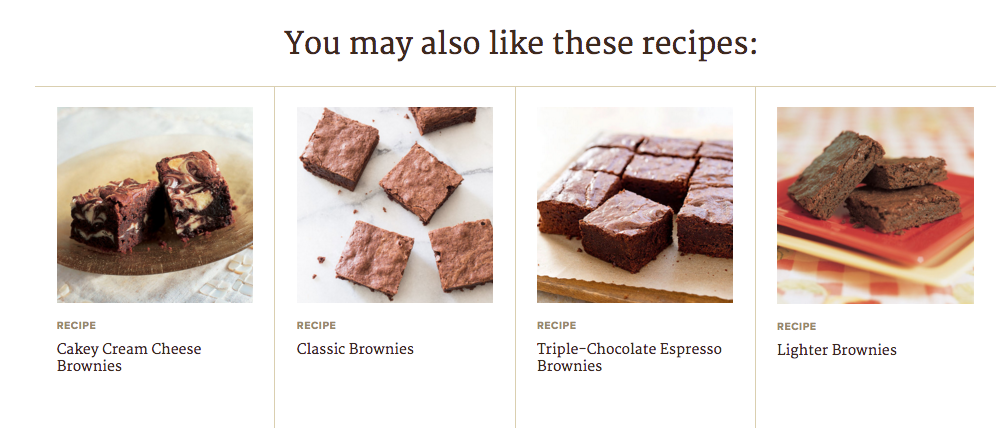 You may also like these recipes:
RECIPE
Cakey Cream Cheese
Brownies
RECIPE
Classic Brownies
RECIPE
Triple-Chocolate Espresso
Brownies
RECIPE
Lighter Brownies